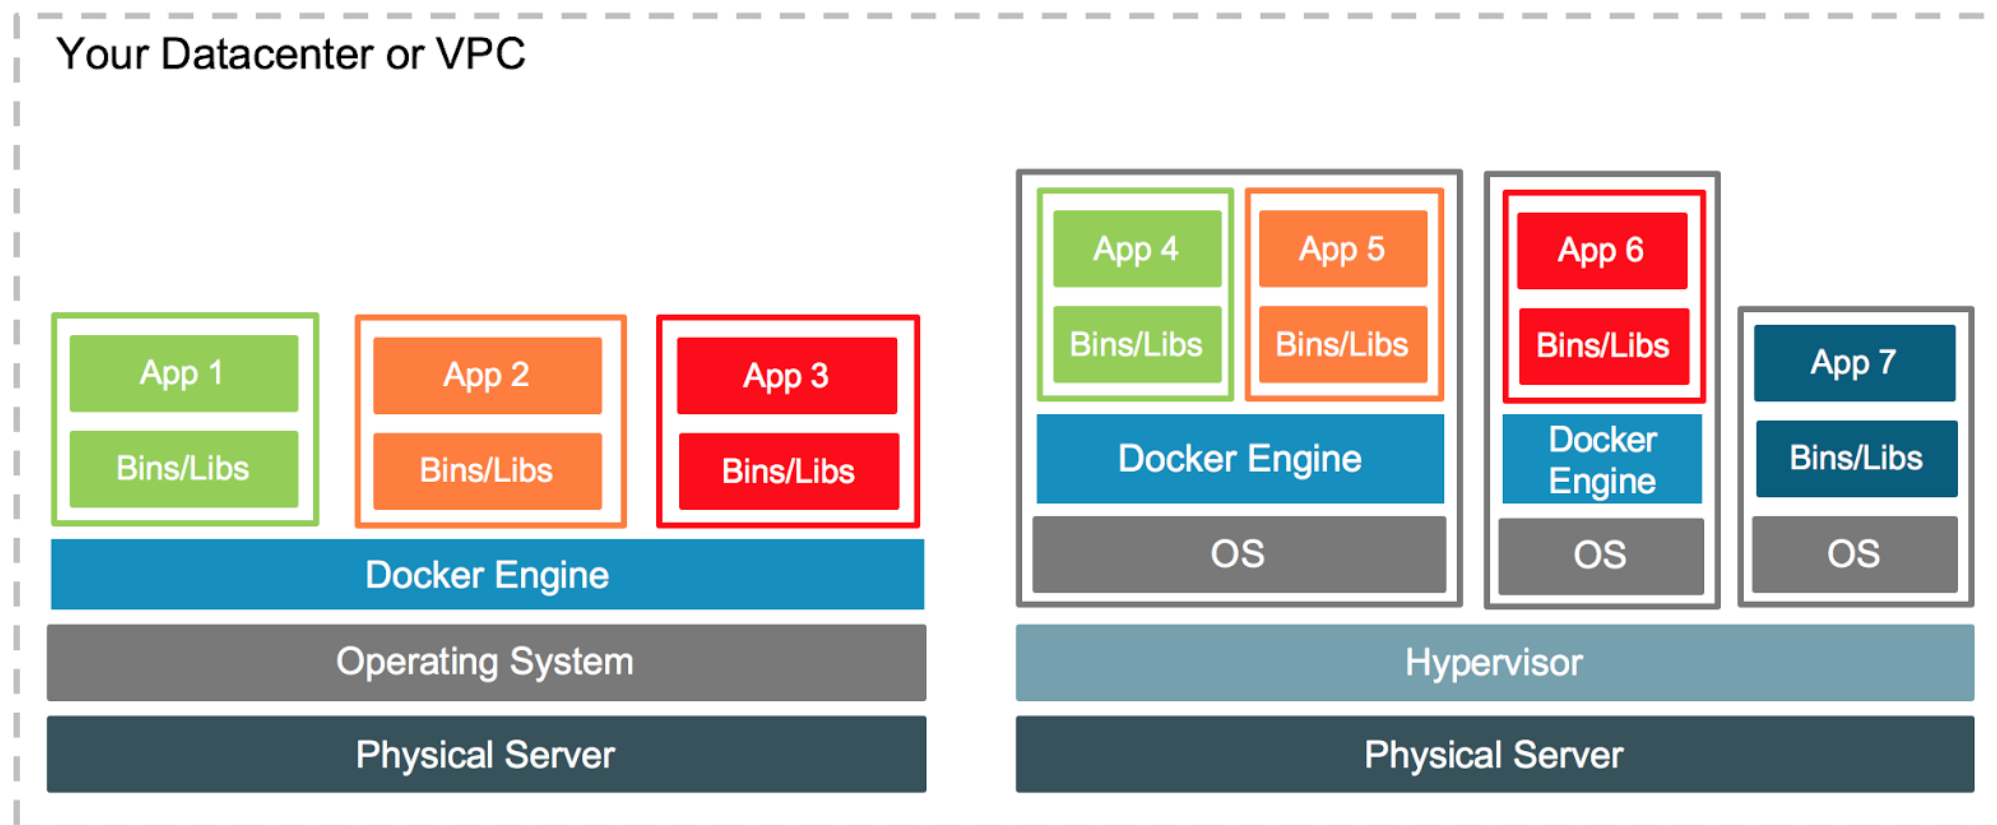 Your Datacenter or VPC
App 1
Bins/Libs
App 2
Bins/Libs
App 3
Bins/Libs
Docker Engine
Operating System
Physical Server
App 4
Bins/Libs
App 5
Bins/Libs
Docker Engine
OS
App 6
Bins/Libs
Docker
Engine
OS
App 7
Bins/Libs
OS
Hypervisor
Physical Server